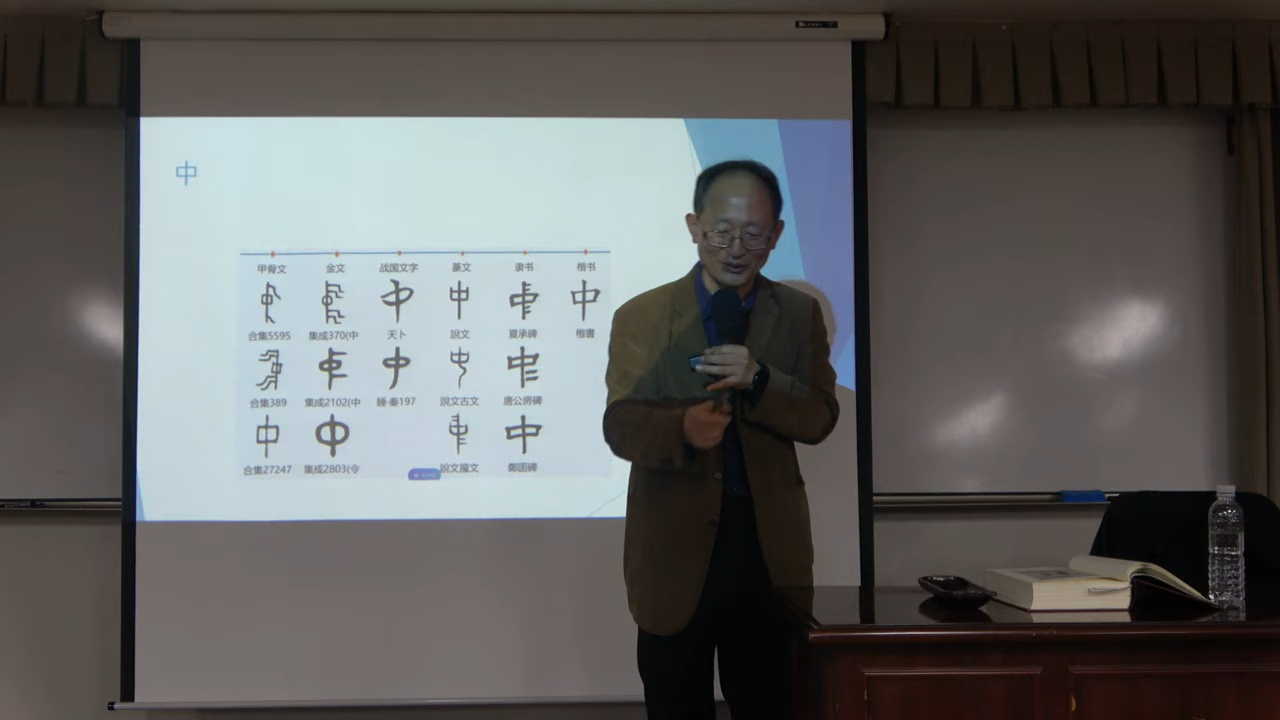 中
甲骨文 金文 战国文字 篆文 隶书 楷书
合集5595 集成370(中 天卜 說文 夏承碑 楷書
合集389 集成2102(中 睡·秦197 說文古文 唐公房碑
合集27247 集成2803(令 說文籀文 鄭固碑